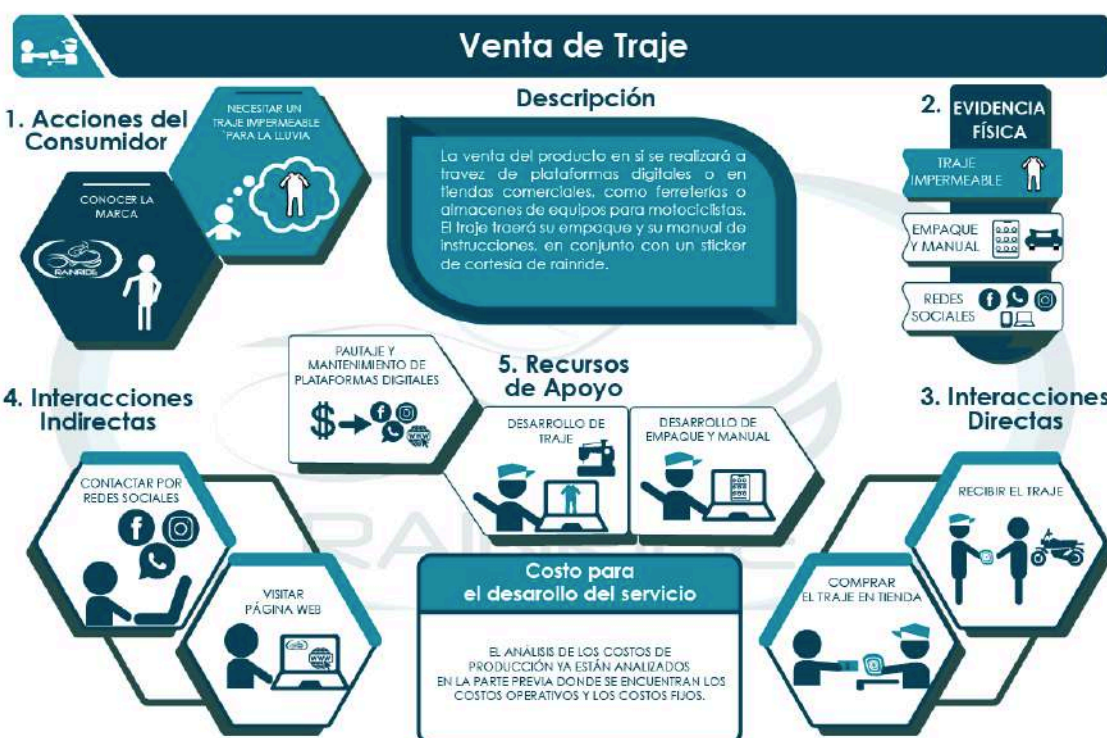 Venta de Traje
1. Acciones del
Consumidor
NECESITAR UN
TRAJE IMPERMEABLE
PARA LA LLUVIA
CONOCER LA
MARCA
RAINRIDE
Descripción
La venta del producto en si se realizará a
travez de plataformas digitales o en
tiendas comerciales, como ferreterías o
almacenes de equipos para motociclistas.
El traje traerá su empaque y su manual de
instrucciones, en conjunto con un sticker
de cortesía de rainride.
2. EVIDENCIA
FÍSICA
TRAJE
IMPERMEABLE
EMPAQUE
Y MANUAL
REDES
SOCIALES
4. Interacciones
Indirectas
CONTACTAR POR
REDES SOCIALES
VISITAR
PÁGINA WEB
WWW
5. Recursos
de Apoyo
PAUTAJE Y
MANTENIMIENTO DE
PLATAFORMAS DIGITALES
$
WWW
DESARROLLO DE
TRAJE
DESARROLLO DE
EMPAQUE Y MANUAL
3. Interacciones
Directas
RECIBIR EL TRAJE
COMPRAR
EL TRAJE EN TIENDA
RAINRIDE
Costo para
el desarollo del servicio
EL ANÁLISIS DE LOS COSTOS DE
PRODUCCIÓN YA ESTÁN ANALIZADOS
EN LA PARTE PREVIA DONDE SE ENCUENTRAN LOS
COSTOS OPERATIVOS Y LOS COSTOS FIJOS.